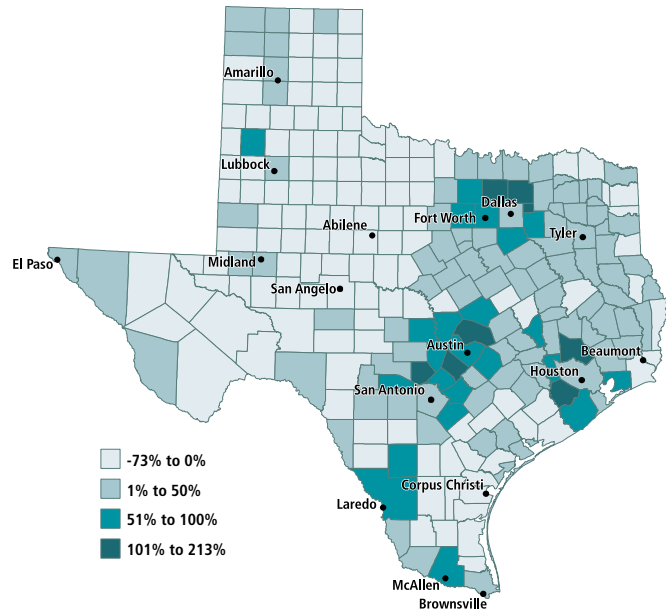 Amarillo
Lubbock
Dallas
Fort Worth
Abilene
Tyler
El Paso
Midland
San Angelo
Austin
Beaumont
Houston
San Antonio
-73% to 0%
1% to 50%
51% to 100%
101% to 213%
Corpus Christi
Laredo
McAllen
Brownsville